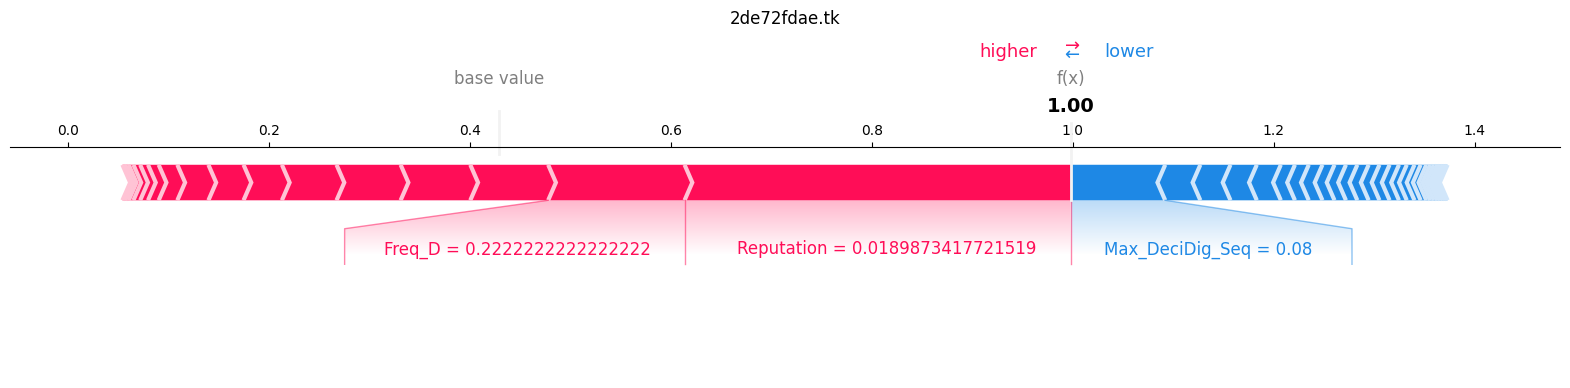 2de72fdae.tk
higher ⇄ lower
base value f(x)
1.00
0.0 0.2 0.4 0.6 0.8 1.0 1.2 1.4
Freq_D = 0.2222222222222222 Reputation = 0.0189873417721519 Max_DeciDig_Seq = 0.08